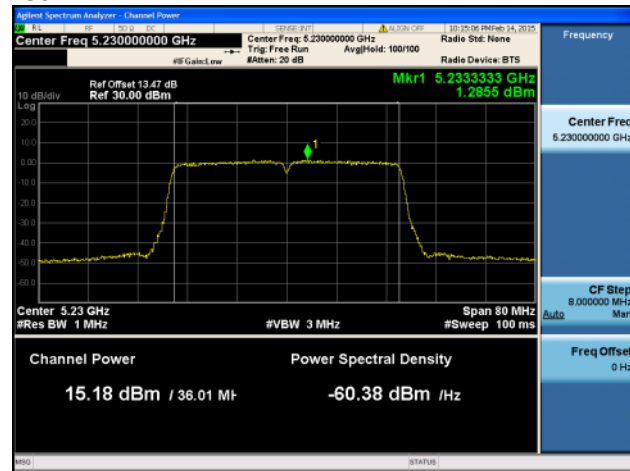 Agilent Spectrum Analyzer - Channel Power
RL RF 50 Ω DC SENSE:INT ALIGN OFF 10:15:06 PM Feb 14, 2015
Center Freq 5.230000000 GHz
Center Freq: 5.230000000 GHz
Radio Std: None
Trig: Free Run Avg|Hold: 100/100
#IFGain:Low #Atten: 20 dB Radio Device: BTS
Frequency
Mkr1 5.2333333 GHz
1.2855 dBm
Ref Offset 13.47 dB
10 dB/div Ref 30.00 dBm
Log
20.0
10.0
0.00
-10.0
-20.0
-30.0
-40.0
-50.0
-60.0
1
Center 5.23 GHz Span 80 MHz
#Res BW 1 MHz #VBW 3 MHz #Sweep 100 ms
Channel Power Power Spectral Density
15.18 dBm / 36.01 MH -60.38 dBm /Hz
Center Freq
5.230000000 GHz
CF Step
8.000000 MHz
Auto Man
Freq Offset
0 Hz
MSG STATUS